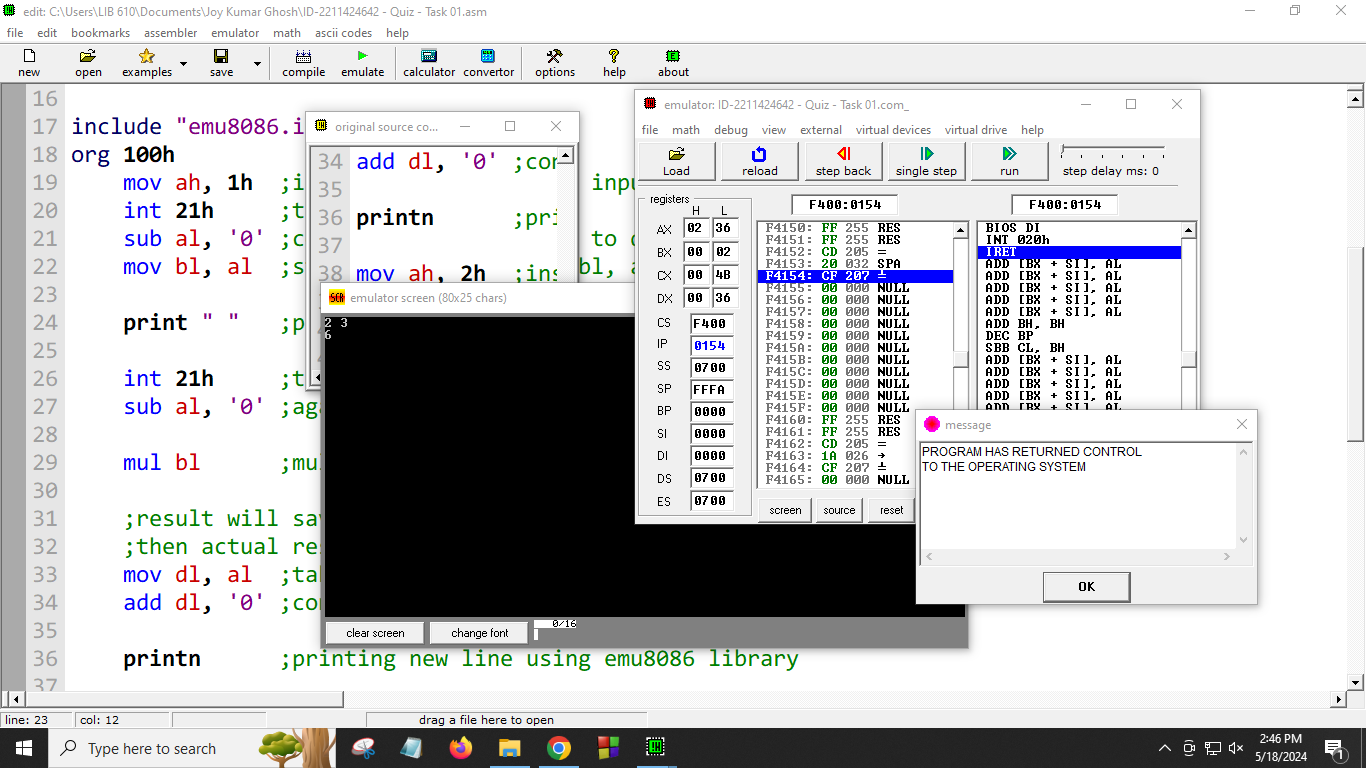 edit: C:\Users\LIB 610\Documents\Joy Kumar Ghosh\ID-2211424642 - Quiz - Task 01.asm
file edit bookmarks assembler emulator math ascii codes help
new open examples save compile emulate calculator convertor options help about
16
17 include "emu8086.i
18 org 100h
19 mov ah, 1h ;i inpu
20 int 21h ;t
21 sub al, '0' ;c to c
22 mov bl, al ;s bl, a
23
24 print " " ;p
25
26 int 21h ;t
27 sub al, '0' ;aga
28
29 mul bl ;mu
30
31 ;result will sav
32 ;then actual re
33 mov dl, al ;ta
34 add dl, '0' ;co
35
36 printn ;printing new line using emu8086 library
37
original source co...
34 add dl, '0' ;con
35
36 printn ;pri
37
38 mov ah, 2h ;ins
emulator screen (80x25 chars)
2 3
6
clear screen change font 0/16
emulator: ID-2211424642 - Quiz - Task 01.com_
file math debug view external virtual devices virtual drive help
Load reload step back single step run step delay ms: 0
registers
H L
AX 02 36
BX 00 02
CX 00 4B
DX 00 36
CS F400
IP 0154
SS 0700
SP FFFA
BP 0000
SI 0000
DI 0000
DS 0700
ES 0700
F400:0154 F400:0154
F4150: FF 255 RES
F4151: FF 255 RES
F4152: CD 205 =
F4153: 20 032 SPA
F4154: CF 207 ╧
F4155: 00 000 NULL
F4156: 00 000 NULL
F4157: 00 000 NULL
F4158: 00 000 NULL
F4159: 00 000 NULL
F415A: 00 000 NULL
F415B: 00 000 NULL
F415C: 00 000 NULL
F415D: 00 000 NULL
F415E: 00 000 NULL
F415F: 00 000 NULL
F4160: FF 255 RES
F4161: FF 255 RES
F4162: CD 205 =
F4163: 1A 026 →
F4164: CF 207 ╧
F4165: 00 000 NULL
BIOS DI
INT 020h
IRET
ADD [BX + SI], AL
ADD [BX + SI], AL
ADD [BX + SI], AL
ADD [BX + SI], AL
ADD [BX + SI], AL
ADD BH, BH
DEC BP
SBB CL, BH
ADD [BX + SI], AL
ADD [BX + SI], AL
ADD [BX + SI], AL
ADD [BX + SI], AL
ADD [BX + SI], AL
screen source reset
message
PROGRAM HAS RETURNED CONTROL
TO THE OPERATING SYSTEM
OK
line: 23 col: 12 drag a file here to open
Type here to search
2:46 PM
5/18/2024
1